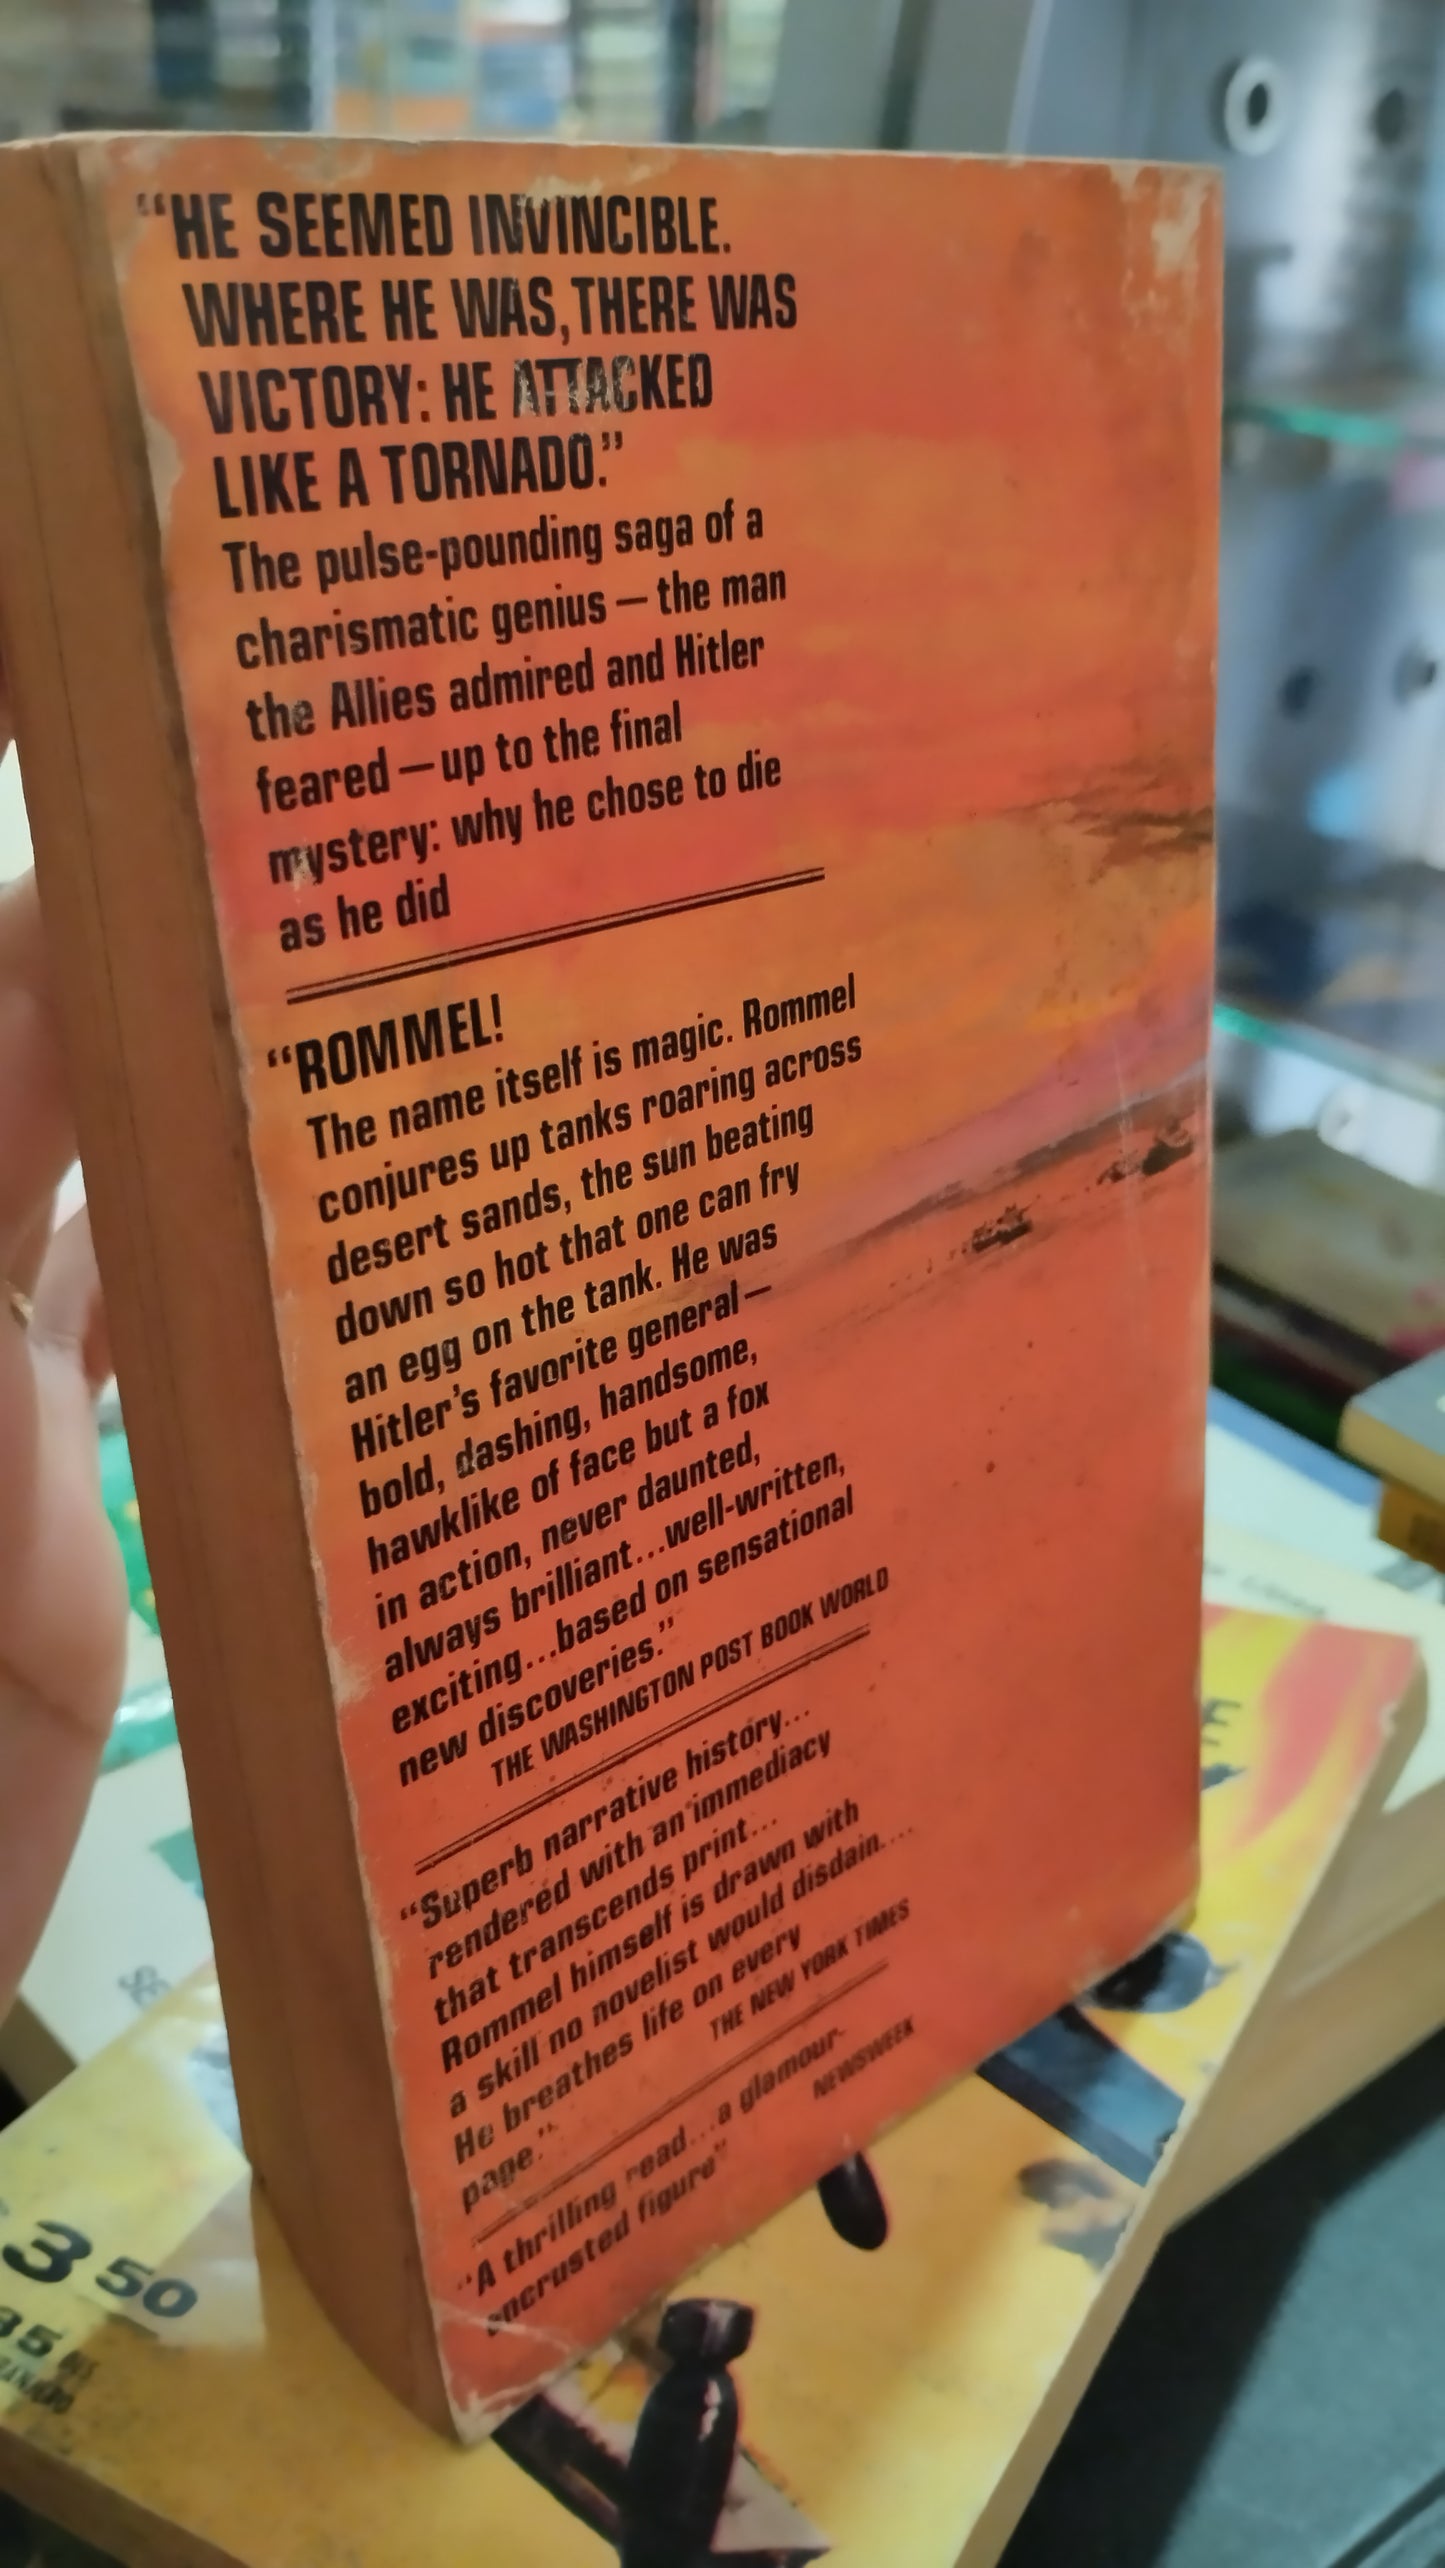 “HE SEEMED INVINCIBLE.
WHERE HE WAS, THERE WAS
VICTORY: HE ATTACKED
LIKE A TORNADO.”
The pulse-pounding saga of a
charismatic genius — the man
the Allies admired and Hitler
feared — up to the final
mystery: why he chose to die
as he did
“ROMMEL!
The name itself is magic. Rommel
conjures up tanks roaring across
desert sands, the sun beating
down so hot that one can fry
an egg on the tank. He was
Hitler's favorite general —
bold, dashing, handsome,
hawklike of face but a fox
in action, never daunted,
always brilliant...well-written,
exciting...based on sensational
new discoveries.”
THE WASHINGTON POST BOOK WORLD
“Superb narrative history...
rendered with an immediacy
that transcends print...
Rommel himself is drawn with
a skill no novelist would disdain....
He breathes life on every
page.”
THE NEW YORK TIMES
“A thrilling read...a glamour-
encrusted figure”
NEWSWEEK
3 50